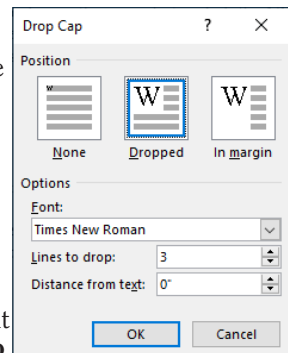 Drop Cap ? ×
Position
W W W
None Dropped In margin
Options
Font:
Times New Roman
Lines to drop: 3
Distance from text: 0"
OK Cancel